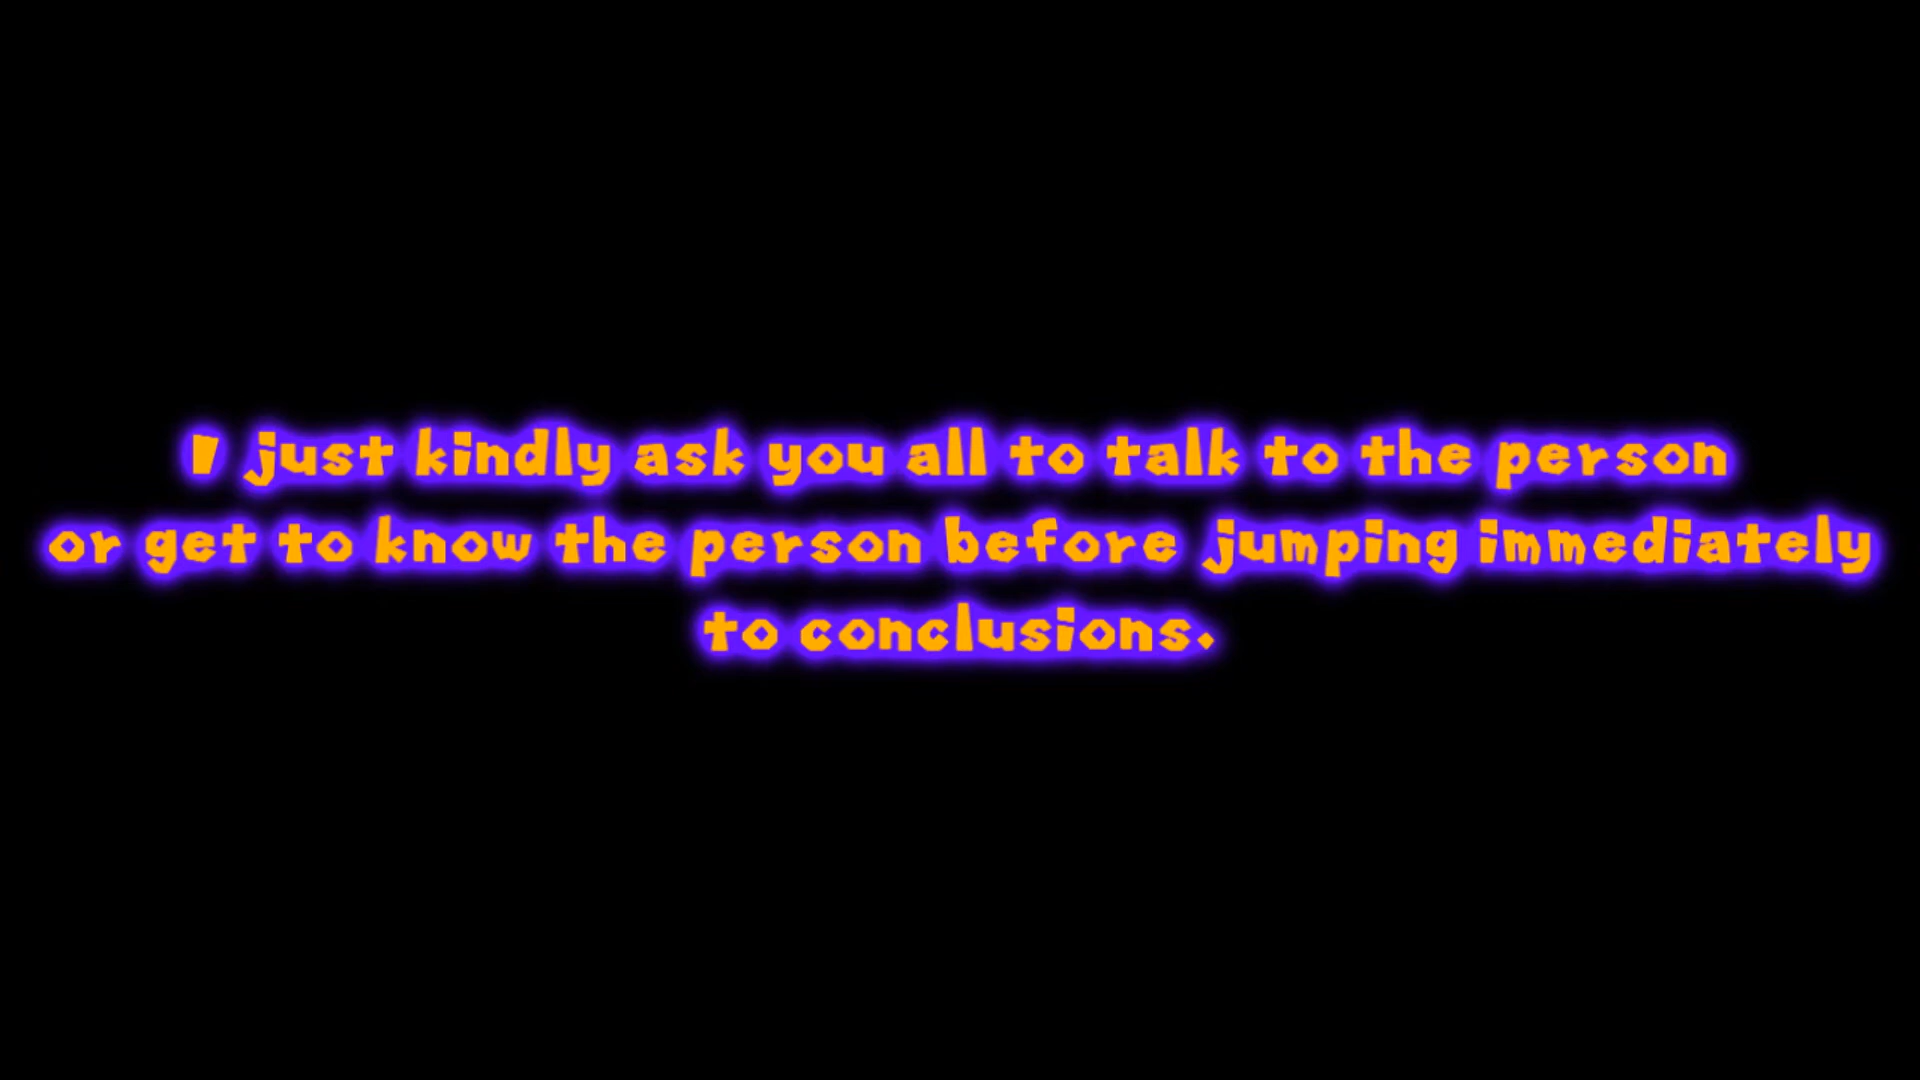 I just kindly ask you all to talk to the person
or get to know the person before jumping immediately
to conclusions.